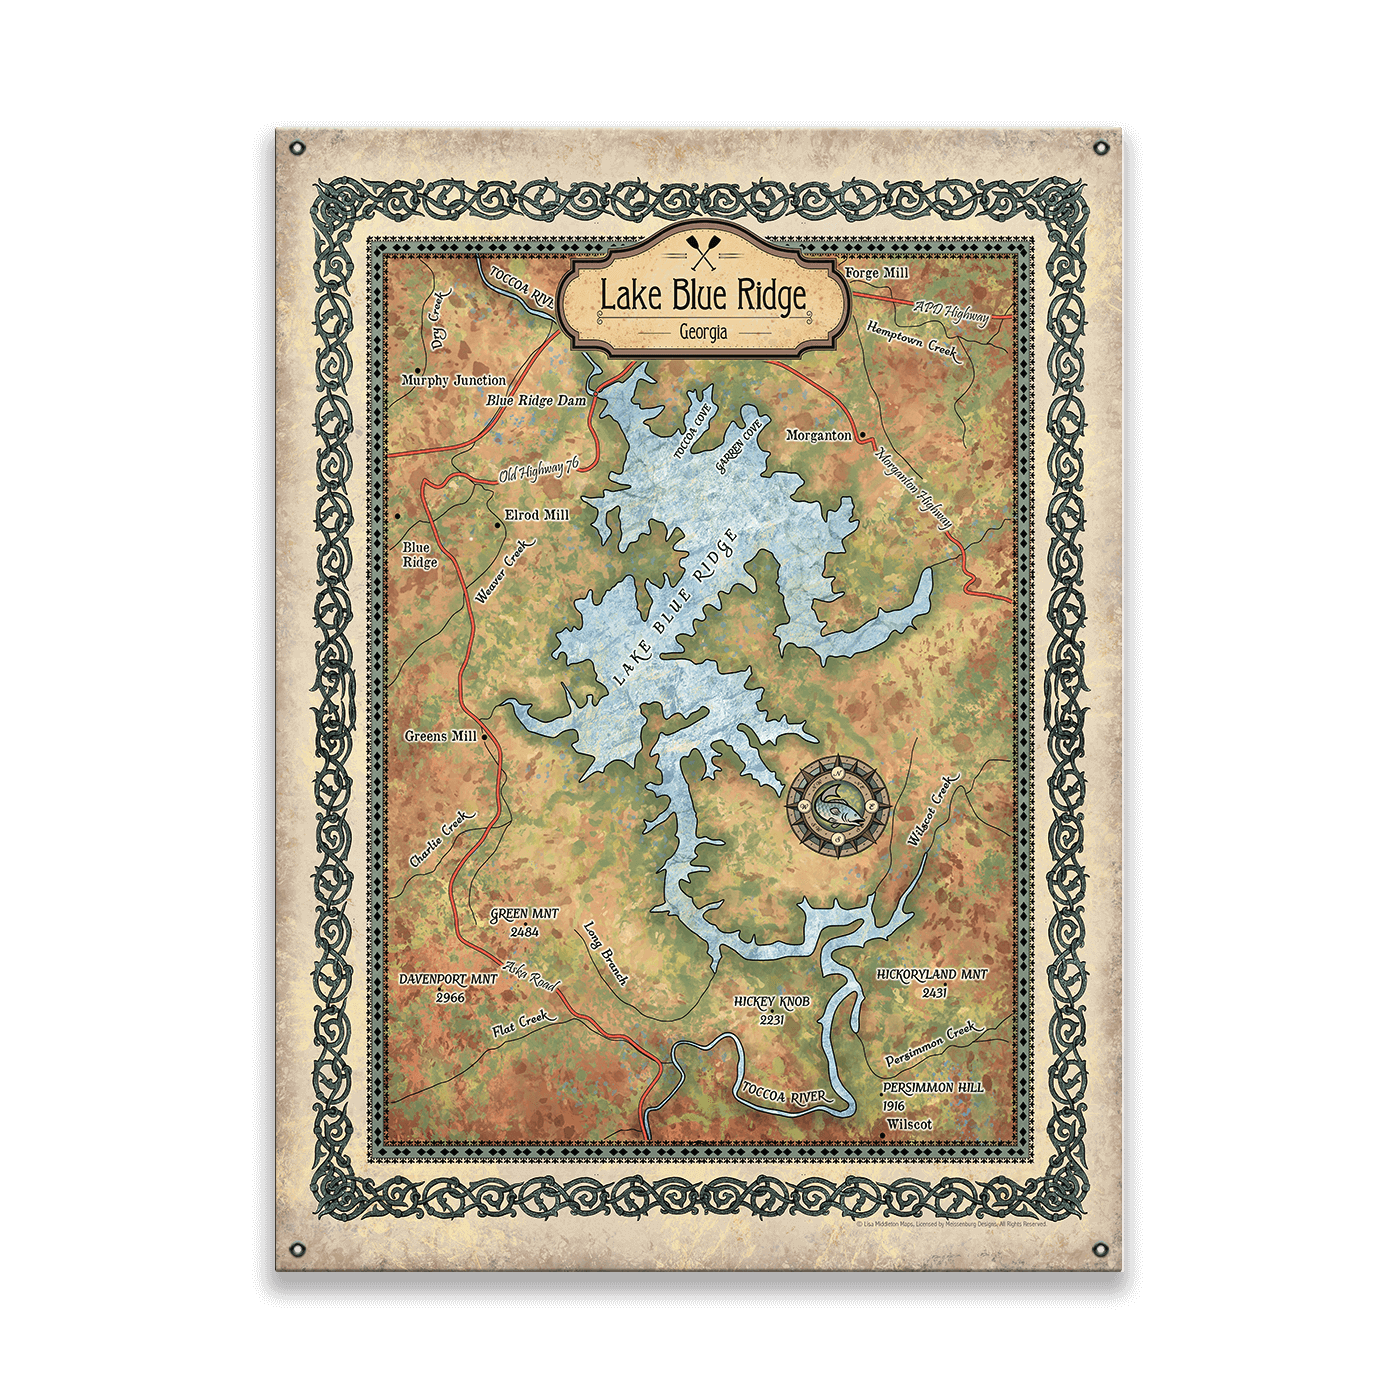 Lake Blue Ridge
Georgia
TOCCOA RIVE
Forge Mill
APD Highway
Hemptown Creek
Dry Creek
Murphy Junction
Blue Ridge Dam
TOCCOA COVE
GARREN COVE
Morganton
Morganton Highway
Old Highway 76
Elrod Mill
Blue
Ridge
Weaver Creek
LAKE BLUE RIDGE
Greens Mill
N
W
E
S
Wilscot Creek
Charlie Creek
GREEN MNT
2484
Long Branch
DAVENPORT MNT
2966
Aska Road
HICKORYLAND MNT
2431
HICKEY KNOB
2231
Flat Creek
Persimmon Creek
TOCCOA RIVER
PERSIMMON HILL
1916
Wilscot
© Lisa Middleton Maps, Licensed by Meissenburg Designs, All Rights Reserved.